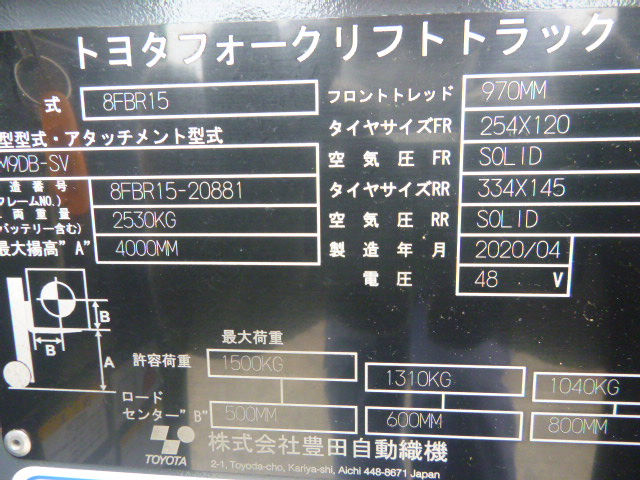 トヨタフォークリフトトラック
式 8FBR15
型型式・アタッチメント型式
M9DB-SV
造番号
フレームNO.) 8FBR15-20881
両重量
バッテリー含む) 2530KG
最大揚高"A" 4000MM
フロントトレッド 970MM
タイヤサイズFR 254X120
空気圧FR SOLID
タイヤサイズRR 334X145
空気圧RR SOLID
製造年月 2020/04
電圧 48 V
B
B
A
最大荷重
許容荷重 1500KG 1310KG 1040KG
ロード
センター"B" 500MM 600MM 800MM
TOYOTA
株式会社豊田自動織機
2-1, Toyoda-cho, Kariya-shi, Aichi 448-8671 Japan